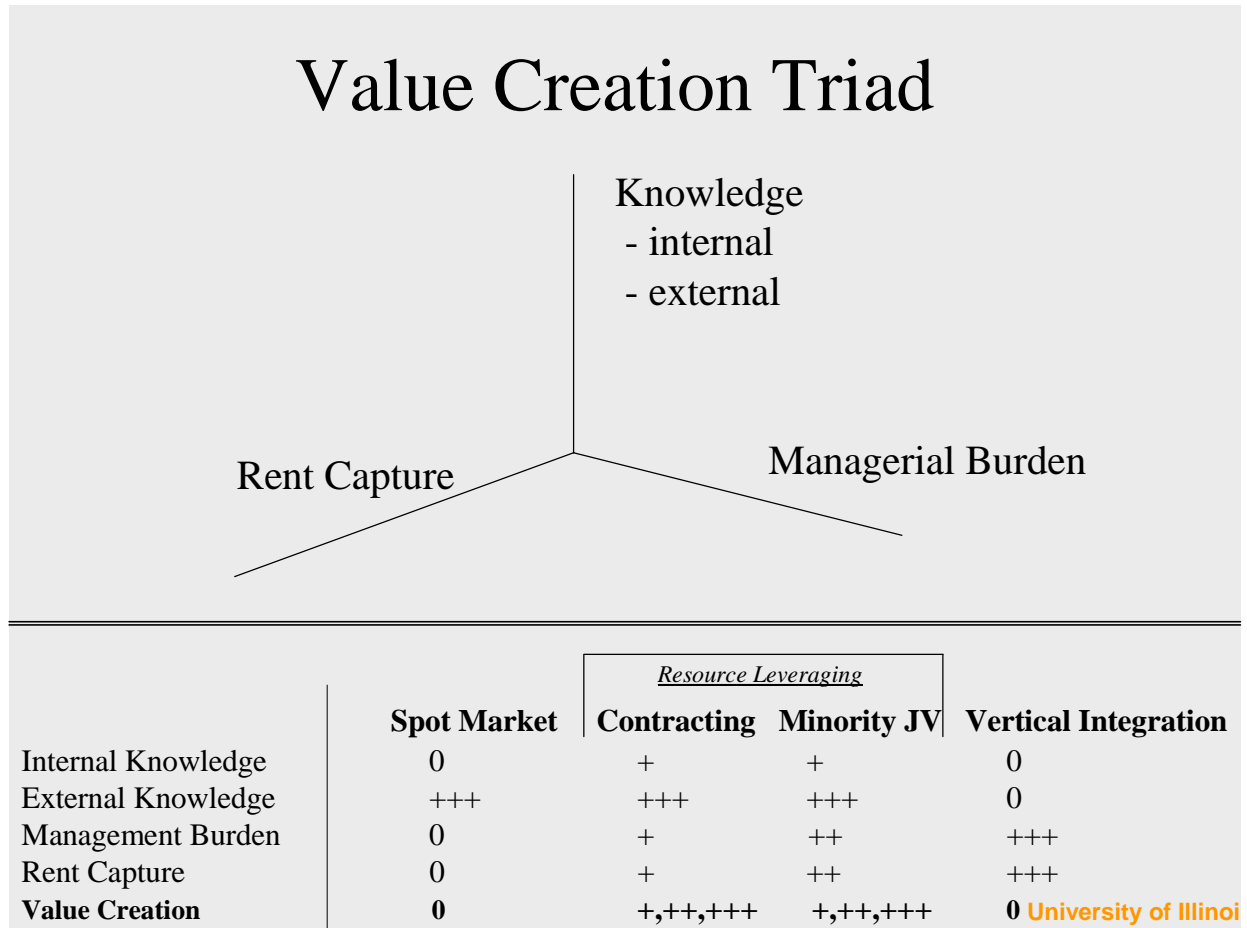 Value Creation Triad
Knowledge
- internal
- external
Rent Capture
Managerial Burden
Resource Leveraging
Spot Market Contracting Minority JV Vertical Integration
Internal Knowledge 0 + + 0
External Knowledge +++ +++ +++ 0
Management Burden 0 + ++ +++
Rent Capture 0 + ++ +++
Value Creation 0 +,++,+++ +,++,+++ 0 University of Illinoi